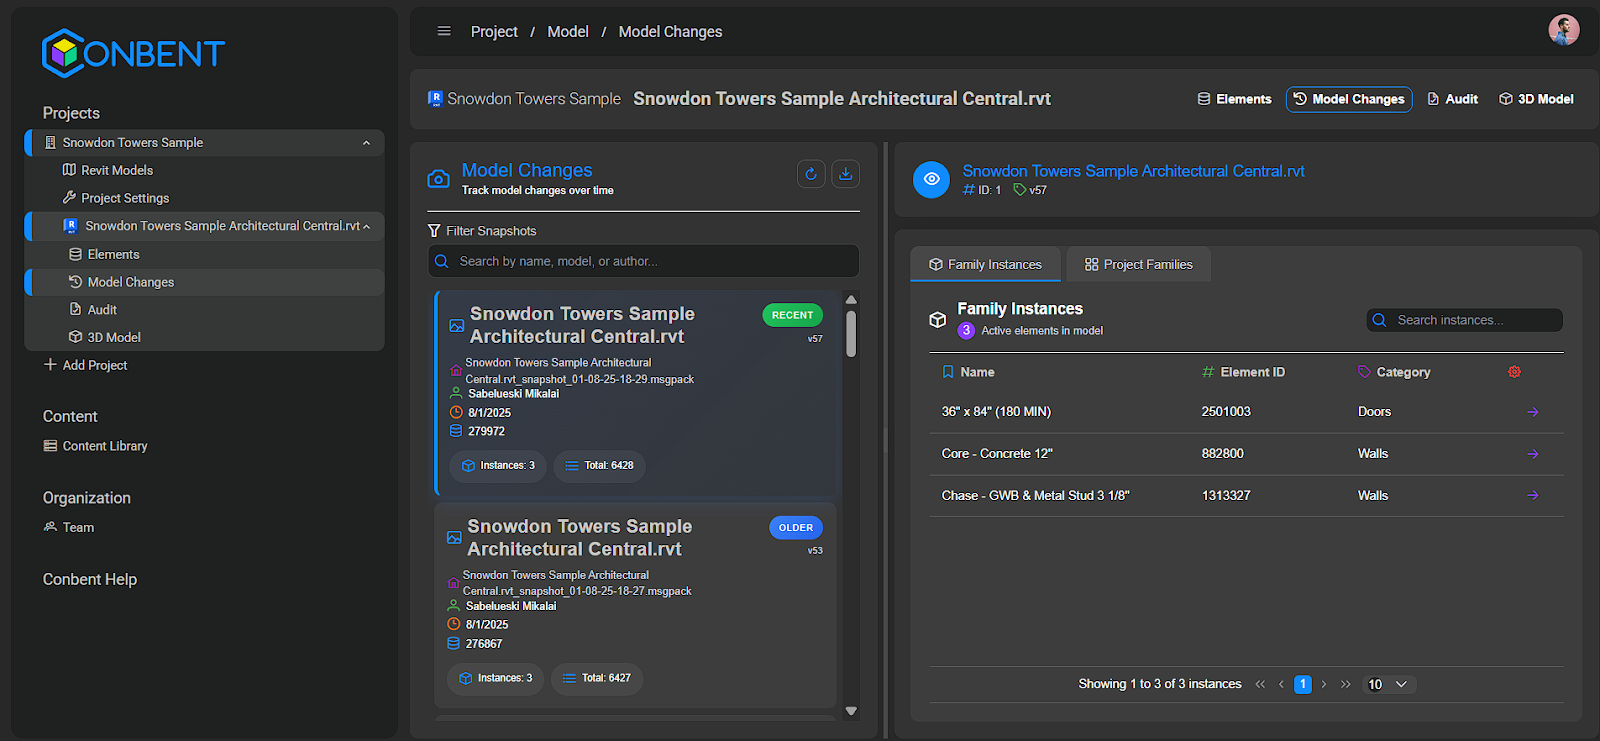 CONBENT
Projects
Snowdon Towers Sample
Revit Models
Project Settings
Snowdon Towers Sample Architectural Central.rvt
Elements
Model Changes
Audit
3D Model
Add Project
Content
Content Library
Organization
Team
Conbent Help
Project / Model / Model Changes
Snowdon Towers Sample Snowdon Towers Sample Architectural Central.rvt
Elements Model Changes Audit 3D Model
Model Changes
Track model changes over time
Filter Snapshots
Search by name, model, or author...
Snowdon Towers Sample
Architectural Central.rvt
RECENT
v57
Snowdon Towers Sample Architectural
Central.rvt_snapshot_01-08-25-18-29.msgpack
Sabelueski Mikalai
8/1/2025
279972
Instances: 3 Total: 6428
Snowdon Towers Sample
Architectural Central.rvt
OLDER
v53
Snowdon Towers Sample Architectural
Central.rvt_snapshot_01-08-25-18-27.msgpack
Sabelueski Mikalai
8/1/2025
276867
Instances: 3 Total: 6427
Snowdon Towers Sample Architectural Central.rvt
ID: 1 v57
Family Instances Project Families
Family Instances
3 Active elements in model
Search instances...
Name Element ID Category
36" x 84" (180 MIN) 2501003 Doors
Core - Concrete 12" 882800 Walls
Chase - GWB & Metal Stud 3 1/8" 1313327 Walls
Showing 1 to 3 of 3 instances << < 1 > >> 10